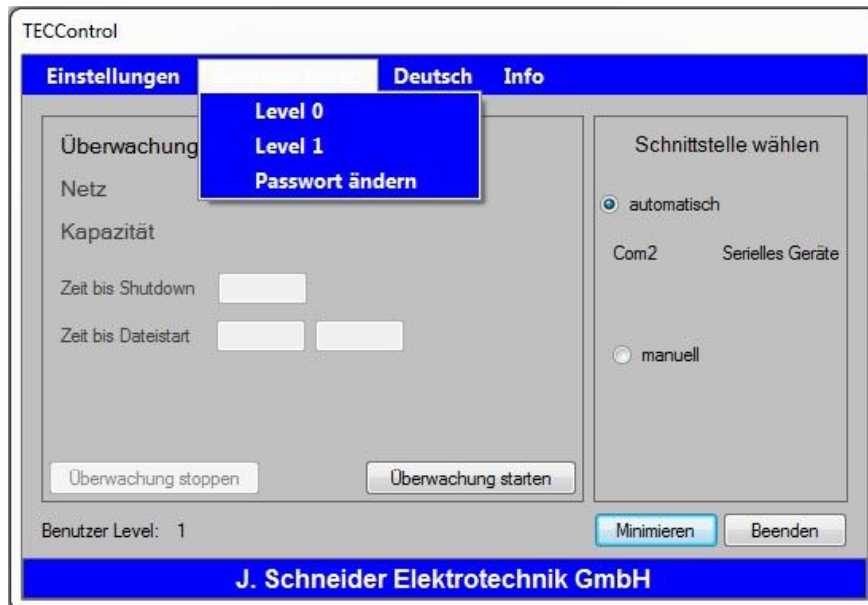 TECControl
Einstellungen Deutsch Info
Level 0
Level 1
Passwort ändern
Überwachung
Netz
Kapazität
Zeit bis Shutdown
Zeit bis Dateistart
Überwachung stoppen Überwachung starten
Schnittstelle wählen
automatisch
Com2 Serielles Geräte
manuell
Benutzer Level: 1
Minimieren Beenden
J. Schneider Elektrotechnik GmbH